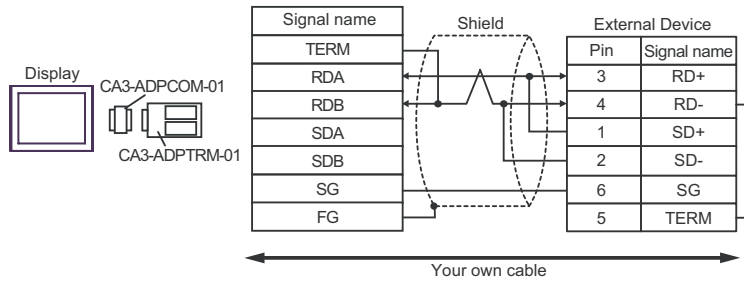 Display
CA3-ADPCOM-01
CA3-ADPTRM-01
Signal name
TERM
RDA
RDB
SDA
SDB
SG
FG
Shield
External Device
Pin Signal name
3 RD+
4 RD-
1 SD+
2 SD-
6 SG
5 TERM
Your own cable